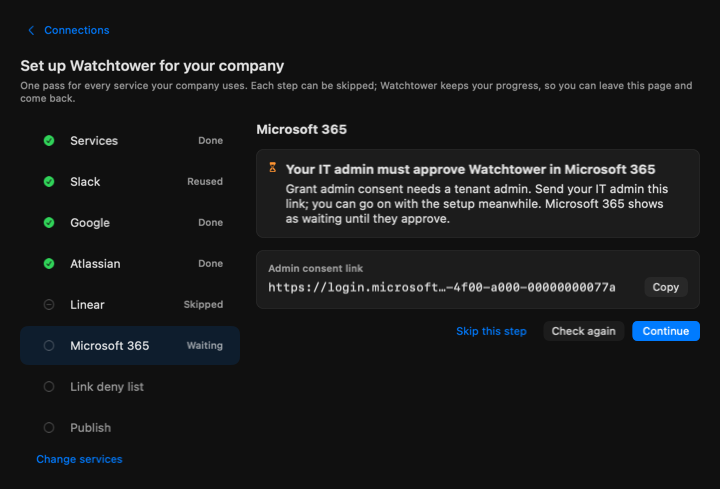 Connections
Set up Watchtower for your company
One pass for every service your company uses. Each step can be skipped; Watchtower keeps your progress, so you can leave this page and
come back.
Services Done
Slack Reused
Google Done
Atlassian Done
Linear Skipped
Microsoft 365 Waiting
Link deny list
Publish
Change services
Microsoft 365
Your IT admin must approve Watchtower in Microsoft 365
Grant admin consent needs a tenant admin. Send your IT admin this
link; you can go on with the setup meanwhile. Microsoft 365 shows
as waiting until they approve.
Admin consent link
https://login.microsoft…-4f00-a000-00000000077a Copy
Skip this step Check again Continue